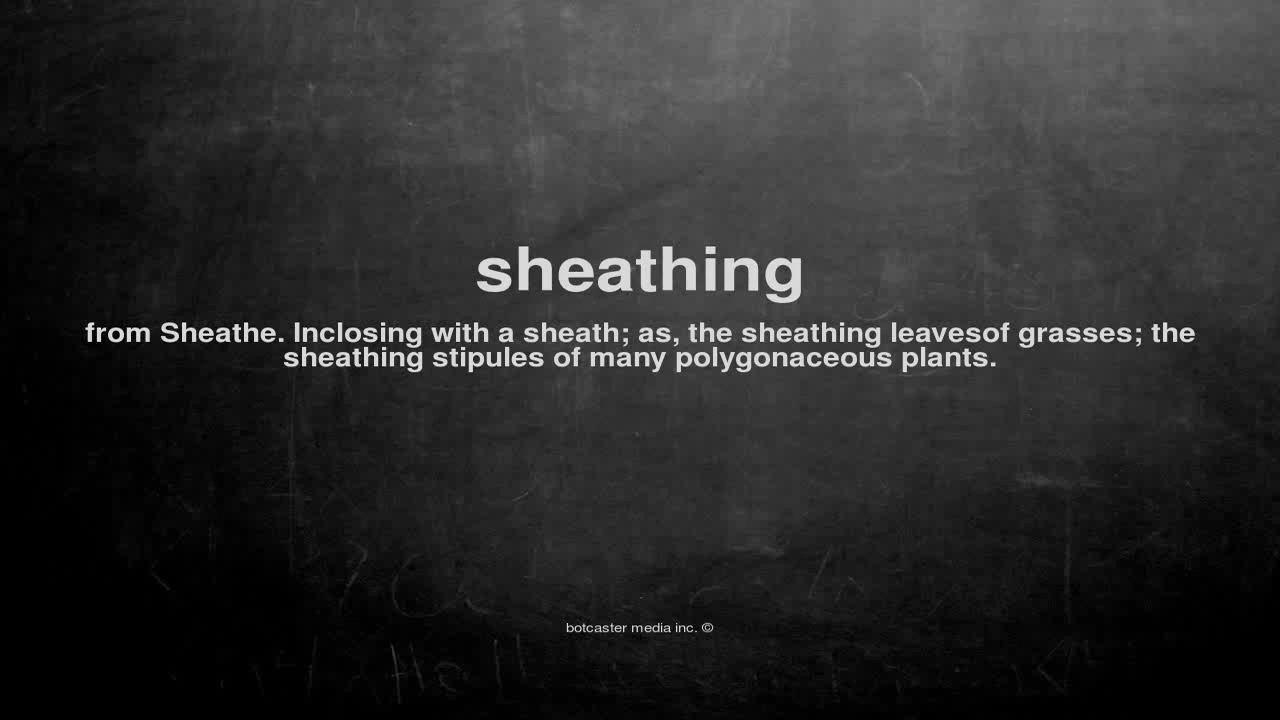 sheathing
from Sheathe. Inclosing with a sheath; as, the sheathing leavesof grasses; the
sheathing stipules of many polygonaceous plants.
botcaster media inc. ©